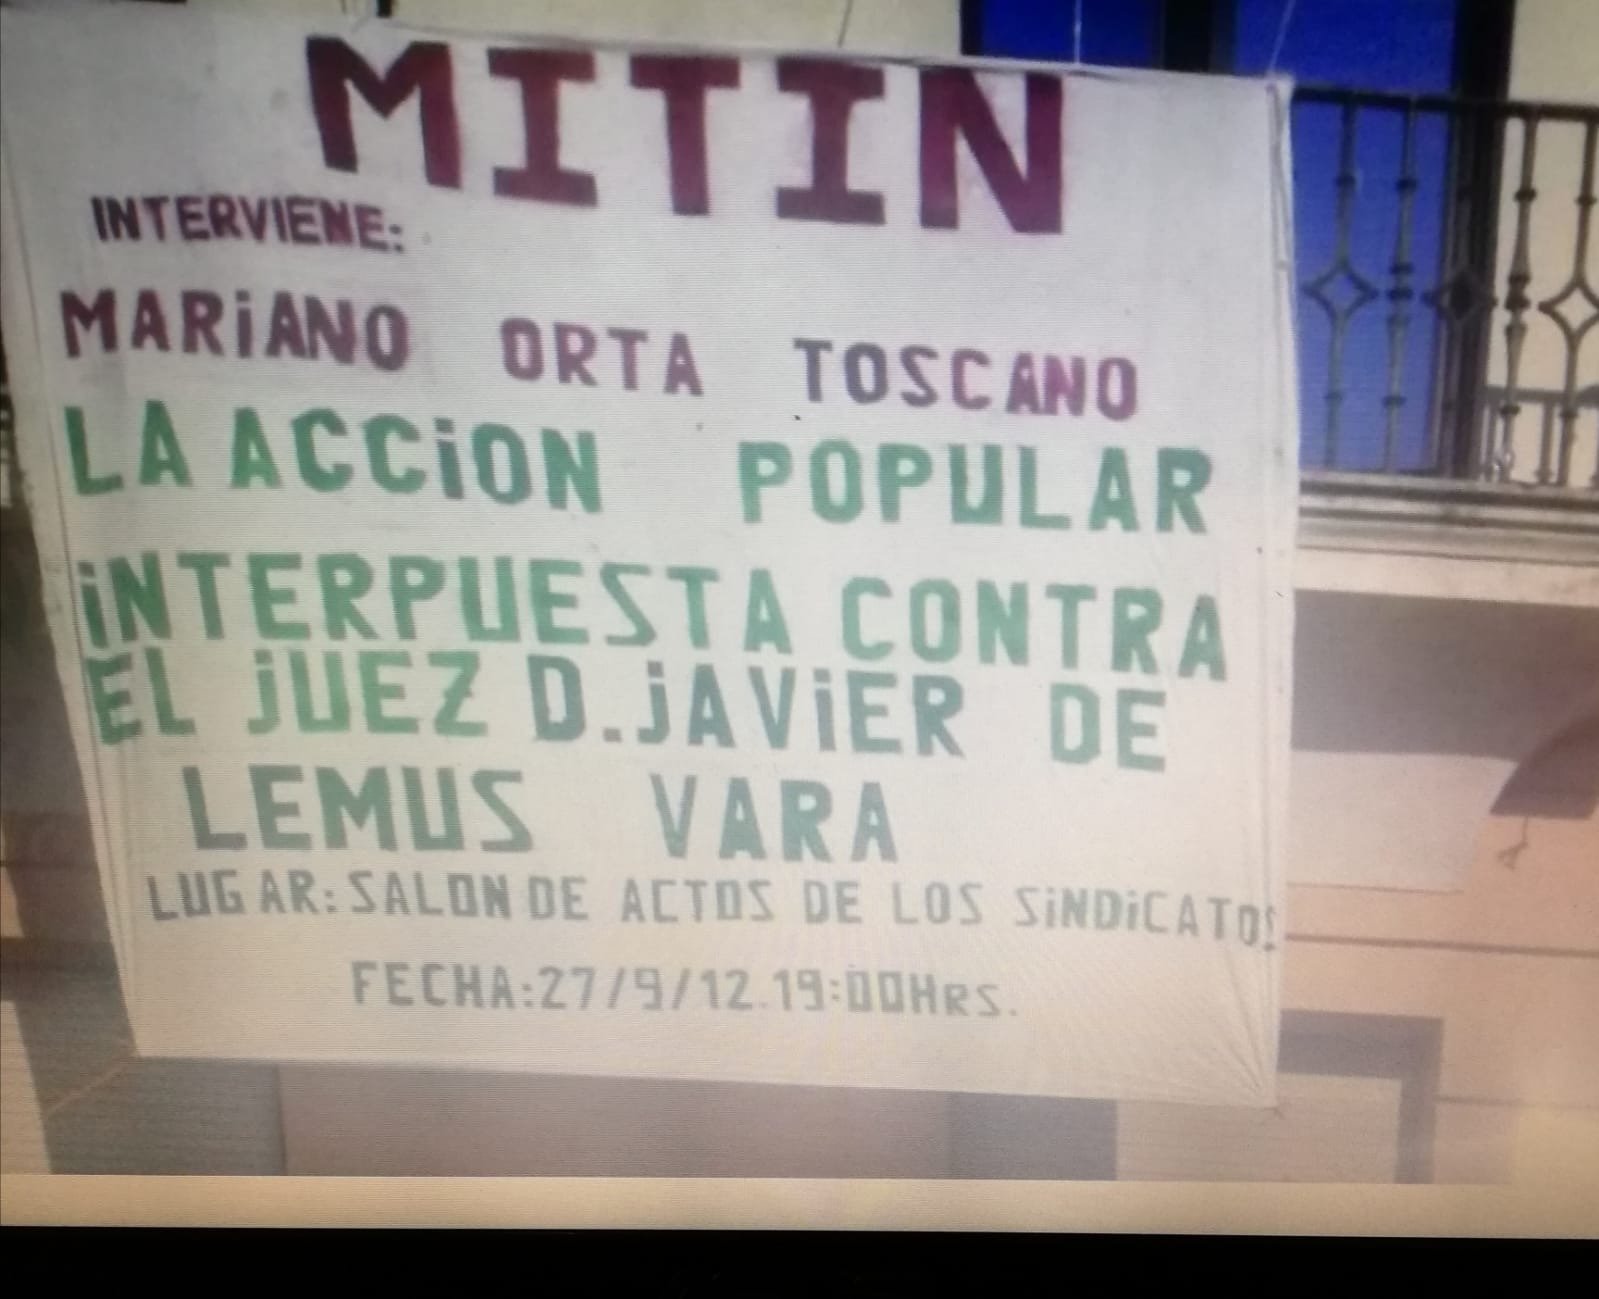 MITIN
INTERVIENE:
MARiANO ORTA TOSCANO
LA ACCiON POPULAR
iNTERPUESTA CONTRA
EL jUEZ D.jAViER DE
LEMUS VARA
LUGAR:SALON DE ACTOS DE LOS SiNDiCATOS
FECHA:27/9/12.19:00HRS.